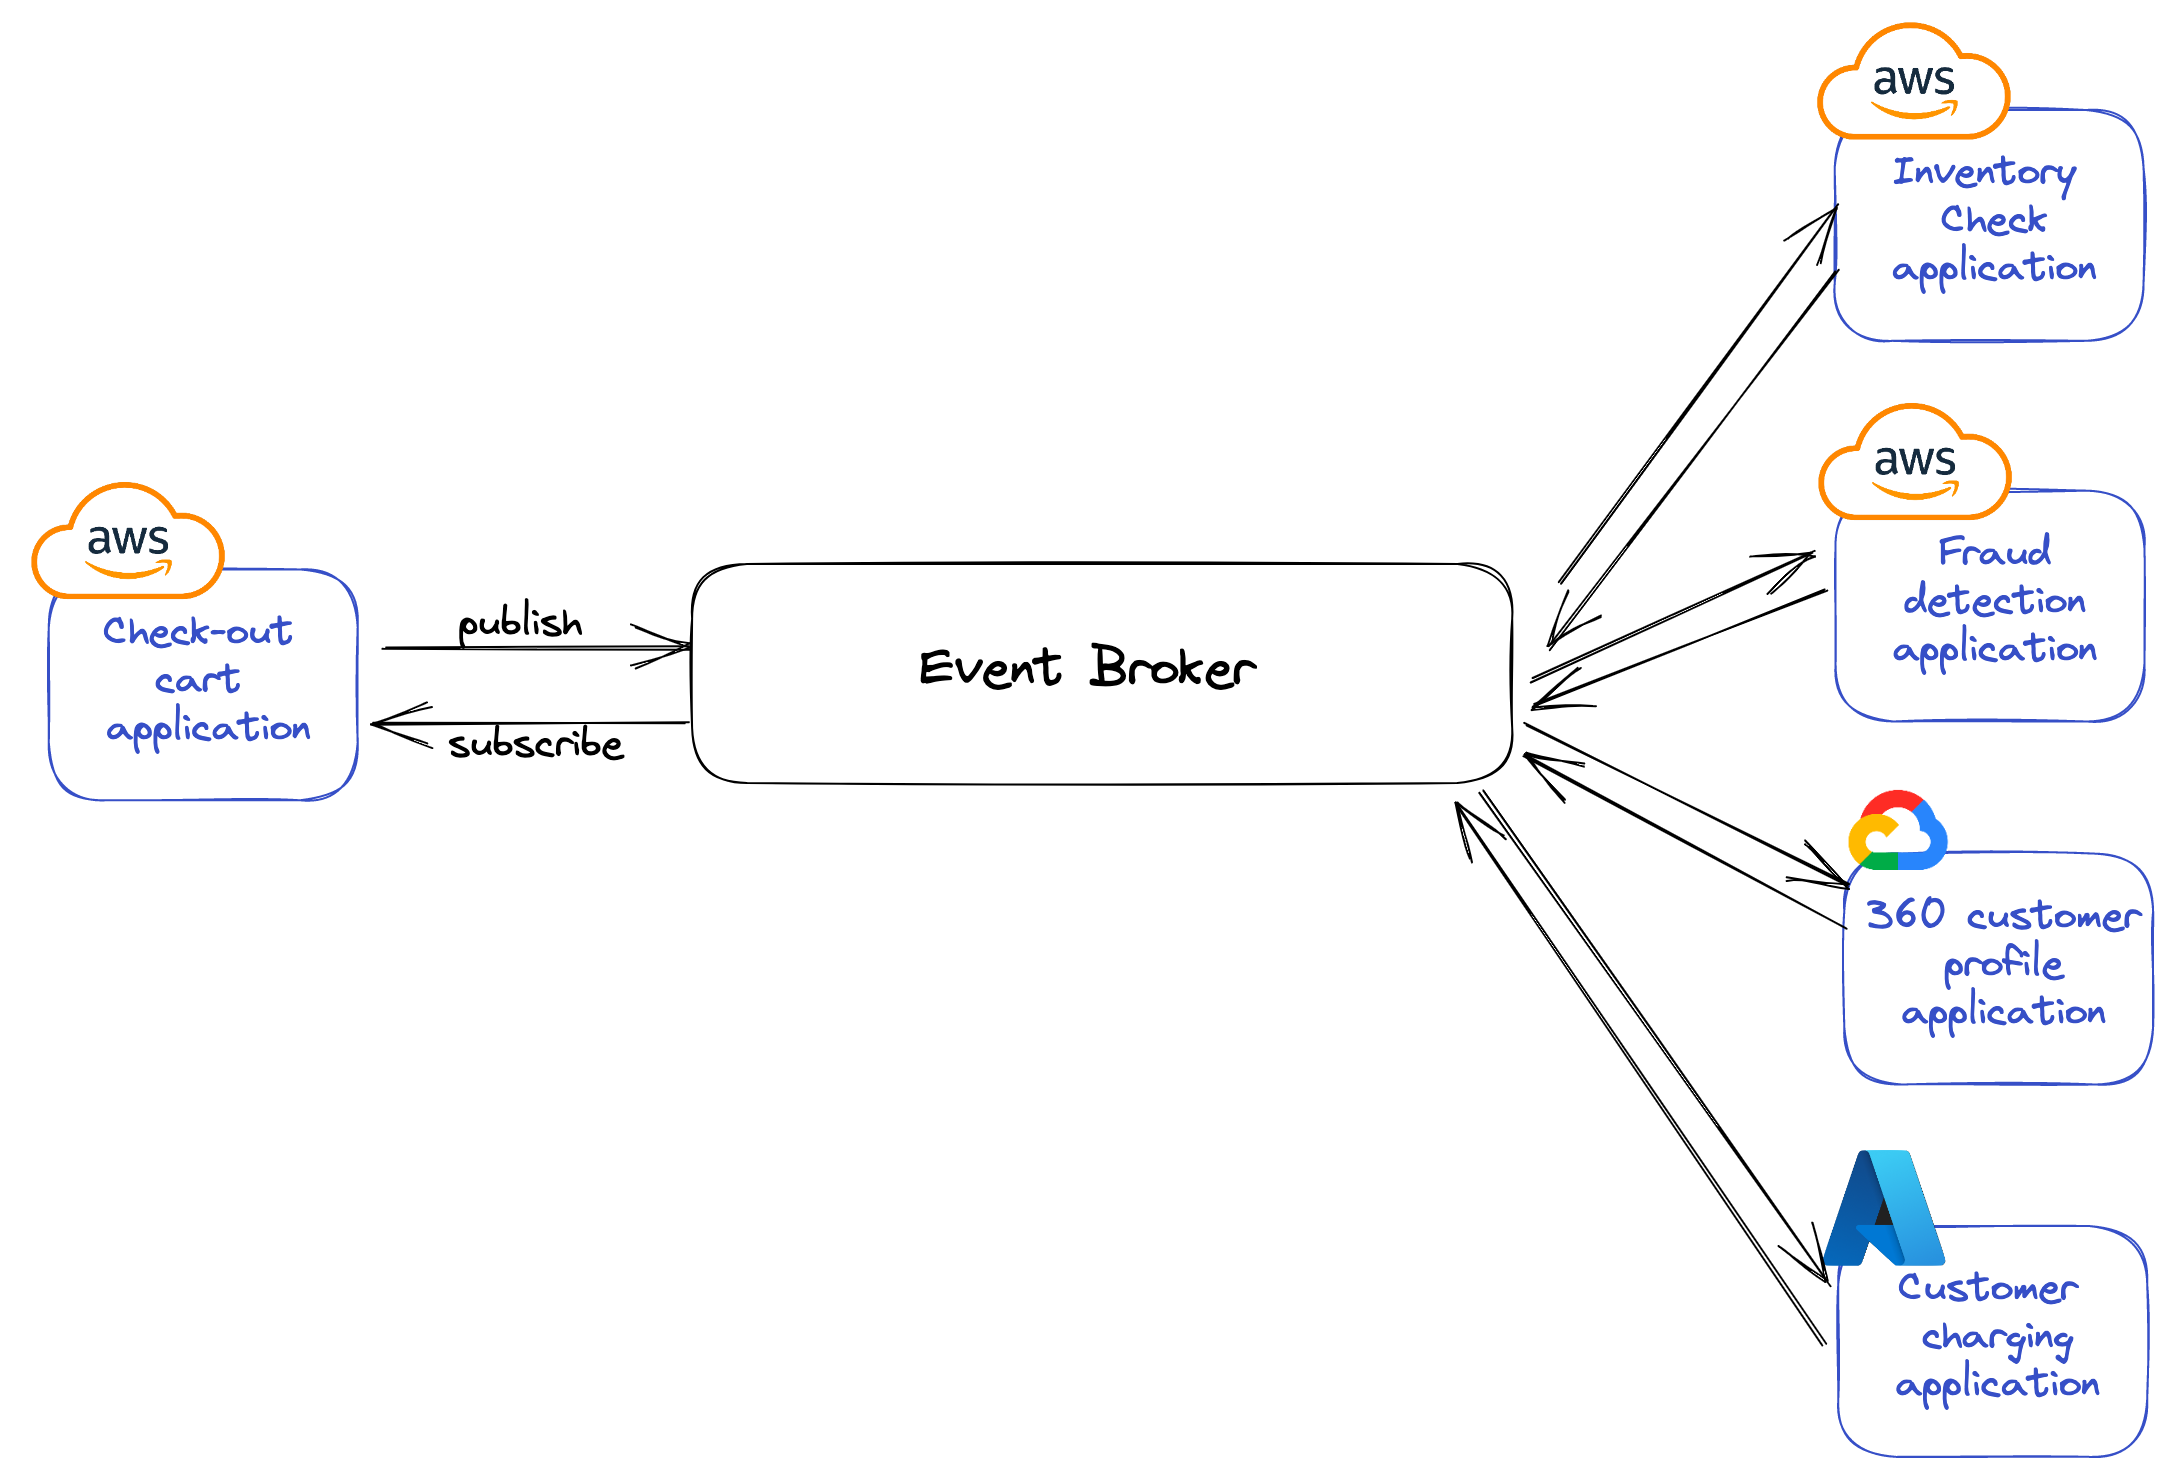 aws
Inventory
Check
application
aws
Fraud
detection
application
aws
Check-out
cart
application
publish
subscribe
Event Broker
360 customer
profile
application
Customer
charging
application